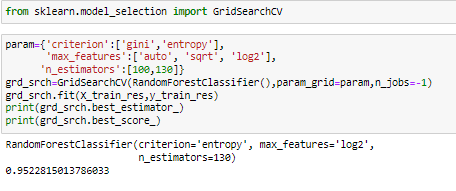 from sklearn.model_selection import GridSearchCV
param={'criterion':['gini','entropy'],
'max_features':['auto', 'sqrt', 'log2'],
'n_estimators':[100,130]}
grd_srch=GridSearchCV(RandomForestClassifier(),param_grid=param,n_jobs=-1)
grd_srch.fit(X_train_res,y_train_res)
print(grd_srch.best_estimator_)
print(grd_srch.best_score_)
RandomForestClassifier(criterion='entropy', max_features='log2',
n_estimators=130)
0.9522815013786033